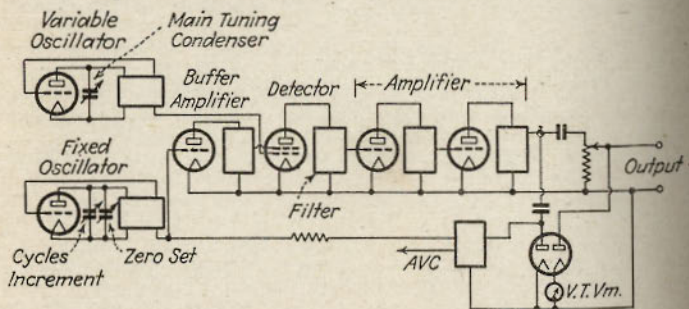 Variable
Oscillator
Main Tuning
Condenser
Buffer
Amplifier
Detector
Amplifier
Fixed
Oscillator
Filter
Output
Cycles
Increment
Zero Set
AVC
V.T.Vm.